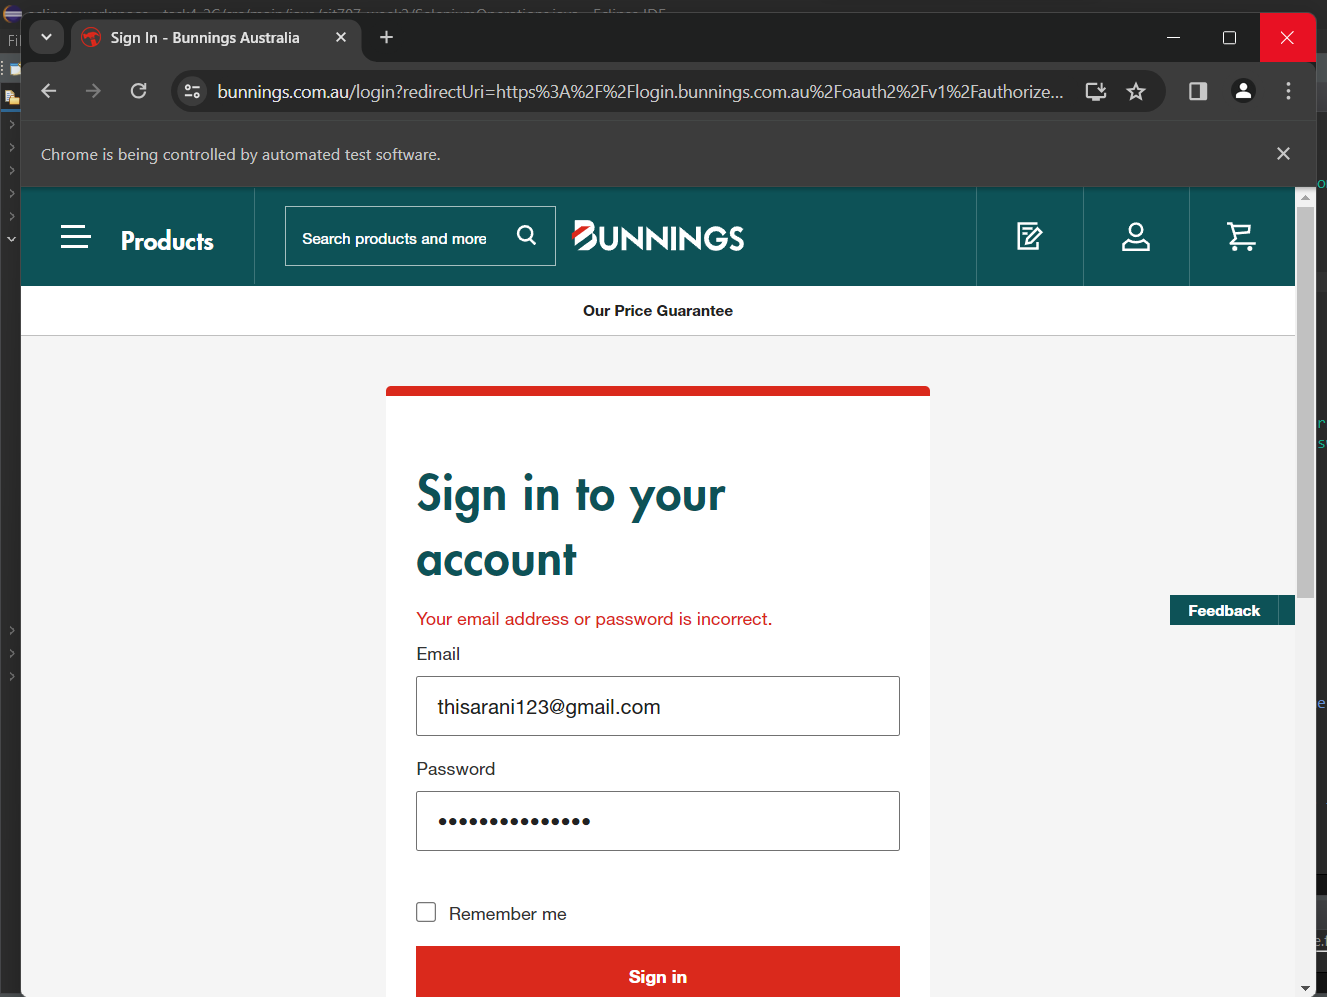 Sign In - Bunnings Australia
bunnings.com.au/login?redirectUri=https%3A%2F%2Flogin.bunnings.com.au%2Foauth2%2Fv1%2Fauthorize...
Chrome is being controlled by automated test software.
Products
Search products and more
BUNNINGS
Our Price Guarantee
Sign in to your
account
Your email address or password is incorrect.
Feedback
Email
thisarani123@gmail.com
Password
•••••••••••••••
Remember me
Sign in